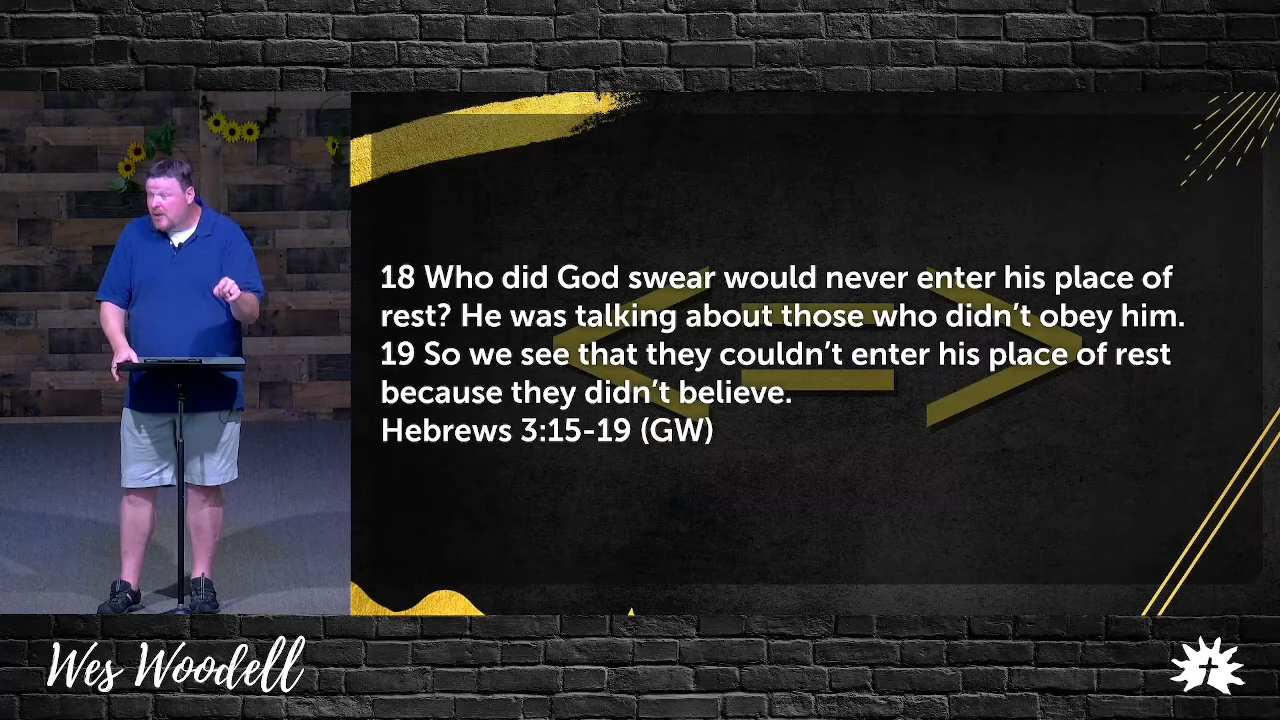 18 Who did God swear would never enter his place of
rest? He was talking about those who didn’t obey him.
19 So we see that they couldn’t enter his place of rest
because they didn’t believe.
Hebrews 3:15-19 (GW)
Wes Woodell